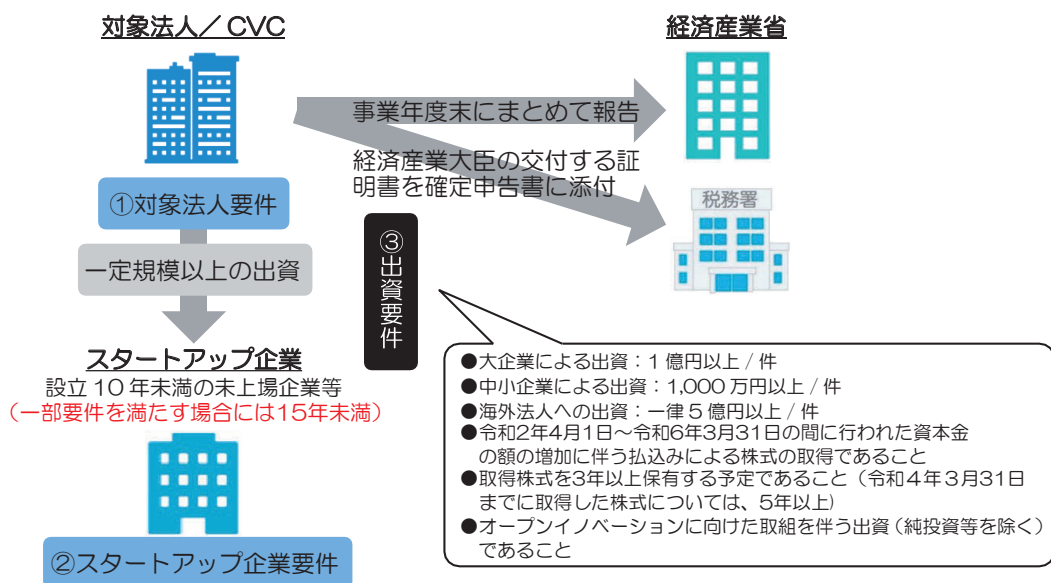 対象法人／CVC
経済産業省
事業年度末にまとめて報告
経済産業大臣の交付する証
明書を確定申告書に添付
税務署
①対象法人要件
一定規模以上の出資
③出資要件
スタートアップ企業
設立10年未満の未上場企業等
（一部要件を満たす場合には15年未満）
②スタートアップ企業要件
●大企業による出資：1億円以上／件
●中小企業による出資：1,000万円以上／件
●海外法人への出資：一律5億円以上／件
●令和2年4月1日～令和6年3月31日の間に行われた資本金
の額の増加に伴う払込みによる株式の取得であること
●取得株式を3年以上保有する予定であること（令和4年3月31日
までに取得した株式については、5年以上）
●オープンイノベーションに向けた取組を伴う出資（純投資等を除く）
であること